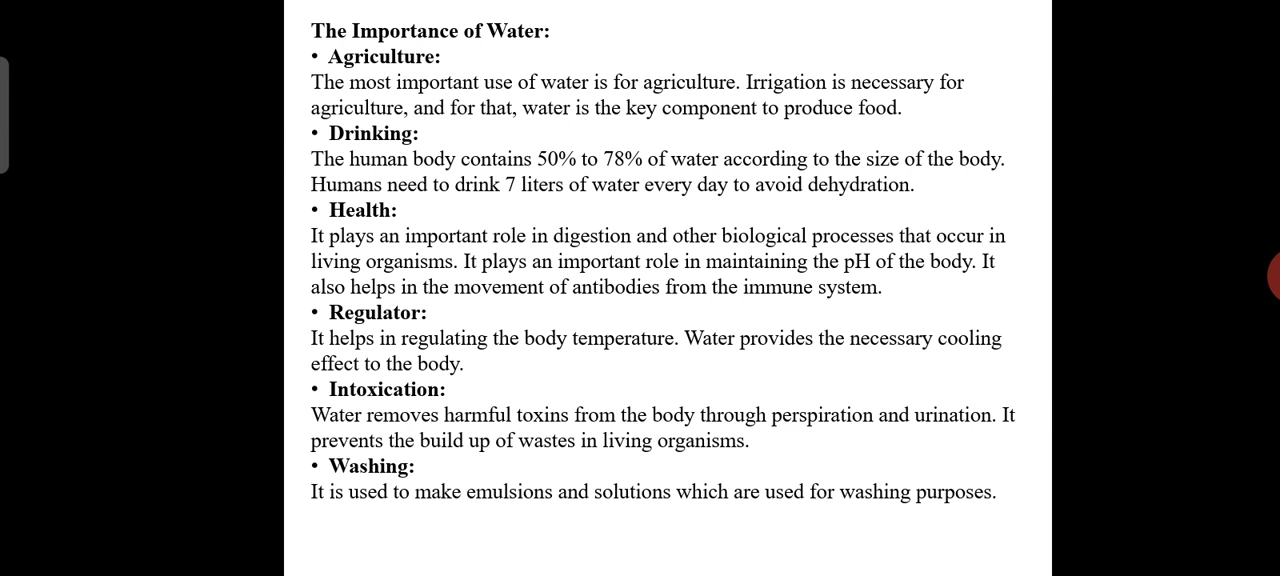 The Importance of Water:
• Agriculture:
The most important use of water is for agriculture. Irrigation is necessary for
agriculture, and for that, water is the key component to produce food.
• Drinking:
The human body contains 50% to 78% of water according to the size of the body.
Humans need to drink 7 liters of water every day to avoid dehydration.
• Health:
It plays an important role in digestion and other biological processes that occur in
living organisms. It plays an important role in maintaining the pH of the body. It
also helps in the movement of antibodies from the immune system.
• Regulator:
It helps in regulating the body temperature. Water provides the necessary cooling
effect to the body.
• Intoxication:
Water removes harmful toxins from the body through perspiration and urination. It
prevents the build up of wastes in living organisms.
• Washing:
It is used to make emulsions and solutions which are used for washing purposes.